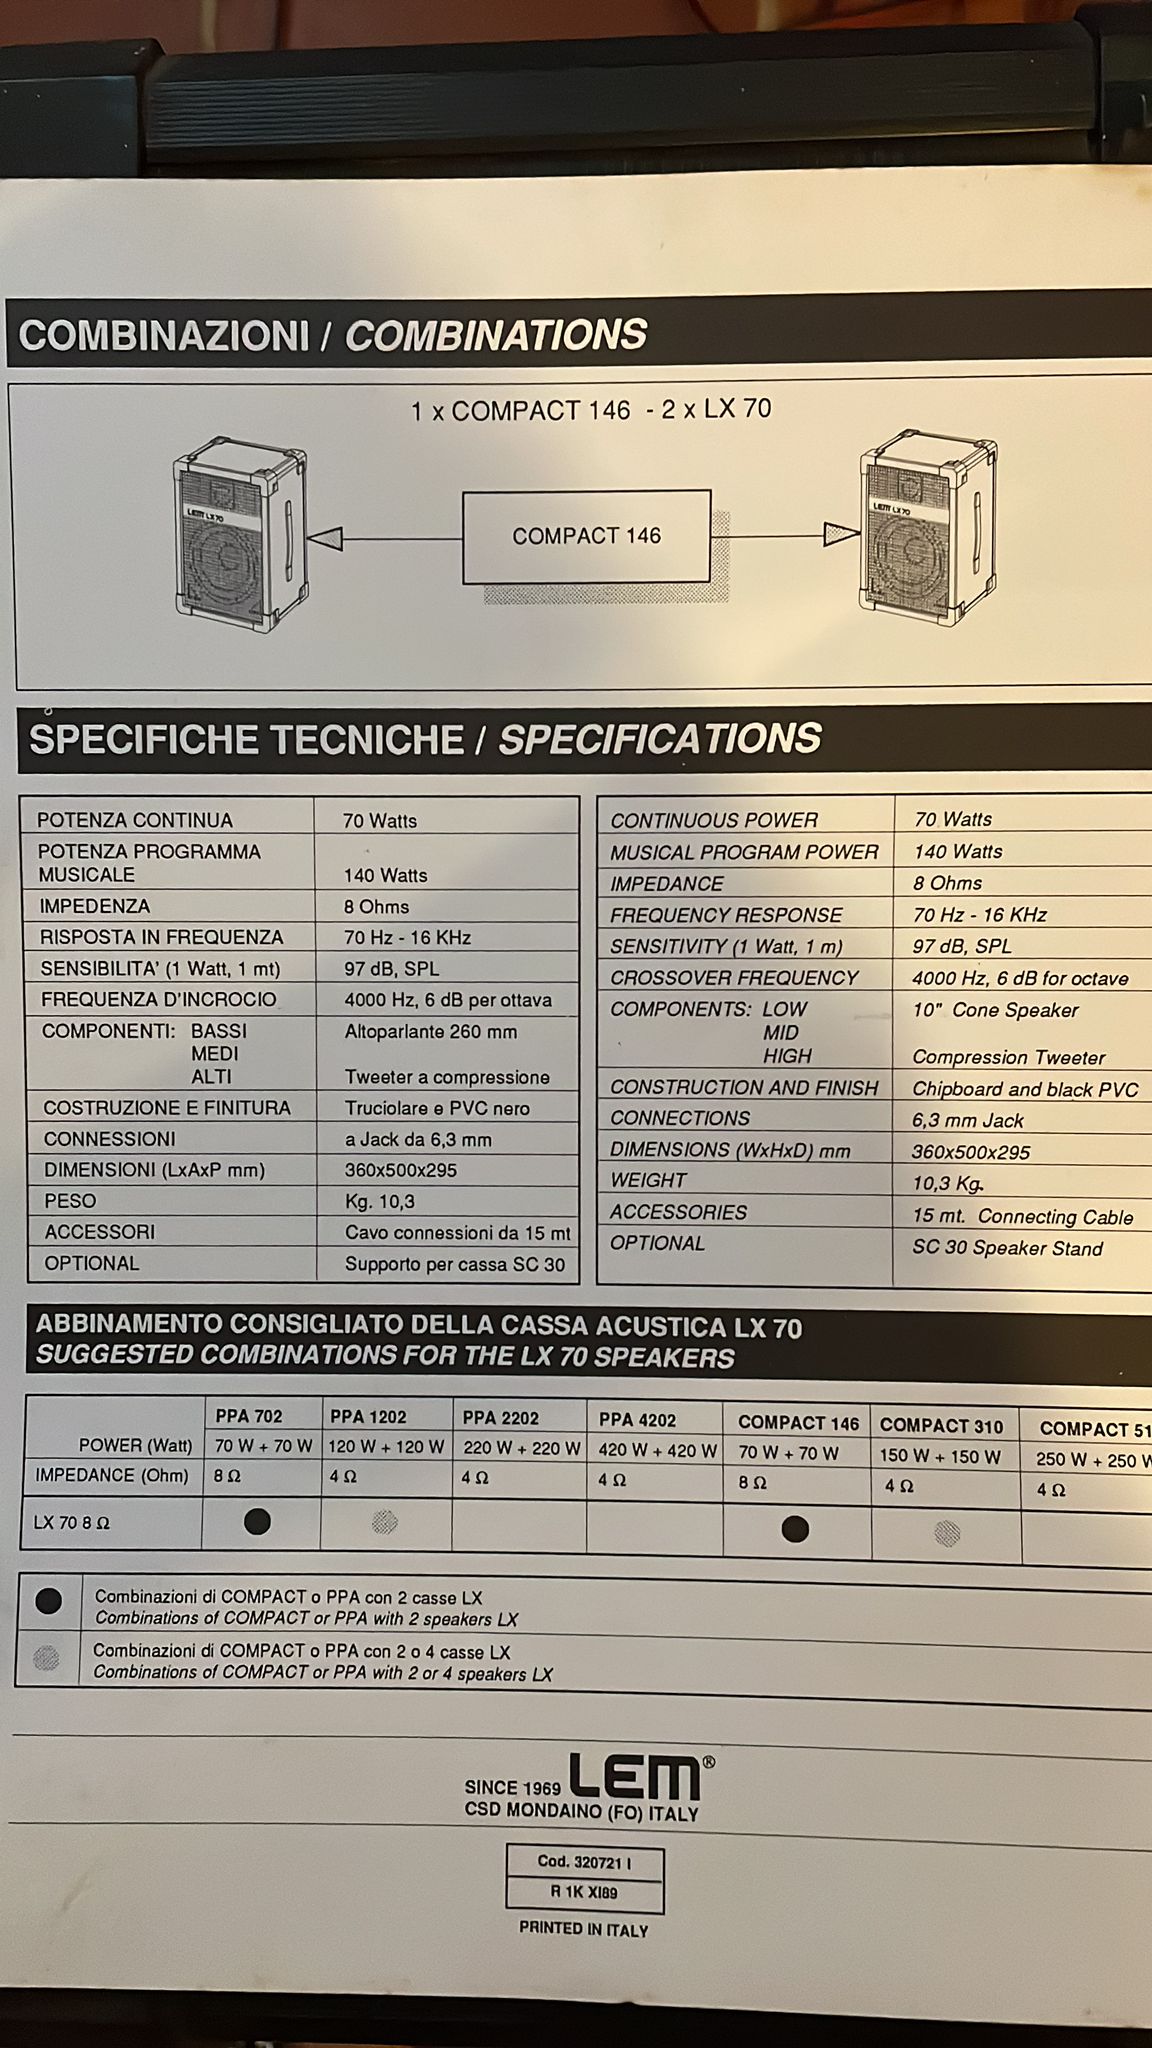 COMBINAZIONI / COMBINATIONS
1 x COMPACT 146 - 2 x LX 70
LEM LX 70
COMPACT 146
LEM LX 70
SPECIFICHE TECNICHE / SPECIFICATIONS
POTENZA CONTINUA 70 Watts
POTENZA PROGRAMMA
MUSICALE 140 Watts
IMPEDENZA 8 Ohms
RISPOSTA IN FREQUENZA 70 Hz - 16 KHz
SENSIBILITA' (1 Watt, 1 mt) 97 dB, SPL
FREQUENZA D'INCROCIO 4000 Hz, 6 dB per ottava
COMPONENTI: BASSI Altoparlante 260 mm
MEDI
ALTI Tweeter a compressione
COSTRUZIONE E FINITURA Truciolare e PVC nero
CONNESSIONI a Jack da 6,3 mm
DIMENSIONI (LxAxP mm) 360x500x295
PESO Kg. 10,3
ACCESSORI Cavo connessioni da 15 mt
OPTIONAL Supporto per cassa SC 30
CONTINUOUS POWER 70 Watts
MUSICAL PROGRAM POWER 140 Watts
IMPEDANCE 8 Ohms
FREQUENCY RESPONSE 70 Hz - 16 KHz
SENSITIVITY (1 Watt, 1 m) 97 dB, SPL
CROSSOVER FREQUENCY 4000 Hz, 6 dB for octave
COMPONENTS: LOW 10" Cone Speaker
MID
HIGH Compression Tweeter
CONSTRUCTION AND FINISH Chipboard and black PVC
CONNECTIONS 6,3 mm Jack
DIMENSIONS (WxHxD) mm 360x500x295
WEIGHT 10,3 Kg.
ACCESSORIES 15 mt. Connecting Cable
OPTIONAL SC 30 Speaker Stand
ABBINAMENTO CONSIGLIATO DELLA CASSA ACUSTICA LX 70
SUGGESTED COMBINATIONS FOR THE LX 70 SPEAKERS
PPA 702 PPA 1202 PPA 2202 PPA 4202 COMPACT 146 COMPACT 310 COMPACT 51
POWER (Watt) 70 W + 70 W 120 W + 120 W 220 W + 220 W 420 W + 420 W 70 W + 70 W 150 W + 150 W 250 W + 250 W
IMPEDANCE (Ohm) 8 Ω 4 Ω 4 Ω 4 Ω 8 Ω 4 Ω 4 Ω
LX 70 8 Ω
Combinazioni di COMPACT o PPA con 2 casse LX
Combinations of COMPACT or PPA with 2 speakers LX
Combinazioni di COMPACT o PPA con 2 o 4 casse LX
Combinations of COMPACT or PPA with 2 or 4 speakers LX
SINCE 1969 LEM®
CSD MONDAINO (FO) ITALY
Cod. 320721 I
R 1K XI89
PRINTED IN ITALY